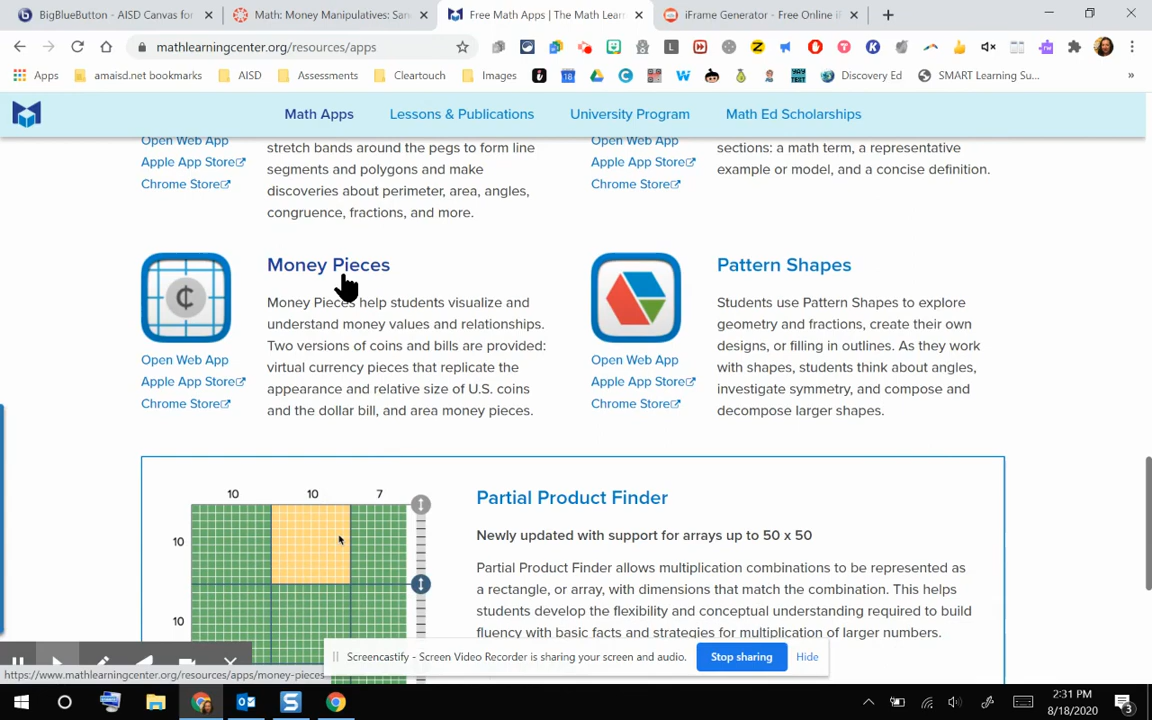 BigBlueButton - AISD Canvas for
Math: Money Manipulatives: San
Free Math Apps | The Math Lear
iFrame Generator - Free Online iF
mathlearningcenter.org/resources/apps
Apps
amaisd.net bookmarks
AISD
Assessments
Cleartouch
Images
Discovery Ed
SMART Learning Su...
Math Apps
Lessons & Publications
University Program
Math Ed Scholarships
Open Web App
Apple App Store
Chrome Store
stretch bands around the pegs to form line
segments and polygons and make
discoveries about perimeter, area, angles,
congruence, fractions, and more.
Open Web App
Apple App Store
Chrome Store
sections: a math term, a representative
example or model, and a concise definition.
Money Pieces
Money Pieces help students visualize and
understand money values and relationships.
Two versions of coins and bills are provided:
virtual currency pieces that replicate the
appearance and relative size of U.S. coins
and the dollar bill, and area money pieces.
Open Web App
Apple App Store
Chrome Store
Pattern Shapes
Students use Pattern Shapes to explore
geometry and fractions, create their own
designs, or filling in outlines. As they work
with shapes, students think about angles,
investigate symmetry, and compose and
decompose larger shapes.
Open Web App
Apple App Store
Chrome Store
10 10 7
10
10
Partial Product Finder
Newly updated with support for arrays up to 50 x 50
Partial Product Finder allows multiplication combinations to be represented as
a rectangle, or array, with dimensions that match the combination. This helps
students develop the flexibility and conceptual understanding required to build
fluency with basic facts and strategies for multiplication of larger numbers.
Screencastify - Screen Video Recorder is sharing your screen and audio.
Stop sharing
Hide
https://www.mathlearningcenter.org/resources/apps/money-pieces
2:31 PM
8/18/2020
3